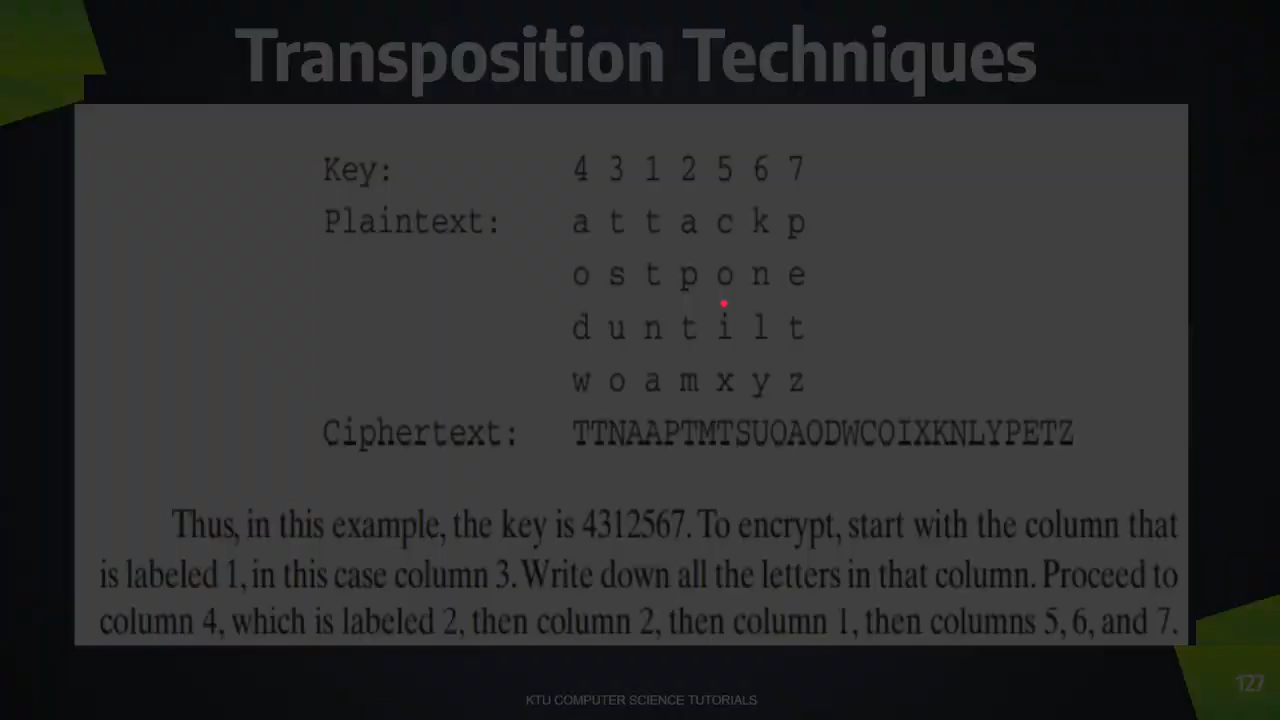 Transposition Techniques
Key: 4 3 1 2 5 6 7
Plaintext: a t t a c k p
o s t p o n e
d u n t i l t
w o a m x y z
Ciphertext: TTNAAPTMTSUOAODWCOIXKNLYPETZ
Thus, in this example, the key is 4312567. To encrypt, start with the column that
is labeled 1, in this case column 3. Write down all the letters in that column. Proceed to
column 4, which is labeled 2, then column 2, then column 1, then columns 5, 6, and 7.
KTU COMPUTER SCIENCE TUTORIALS
127